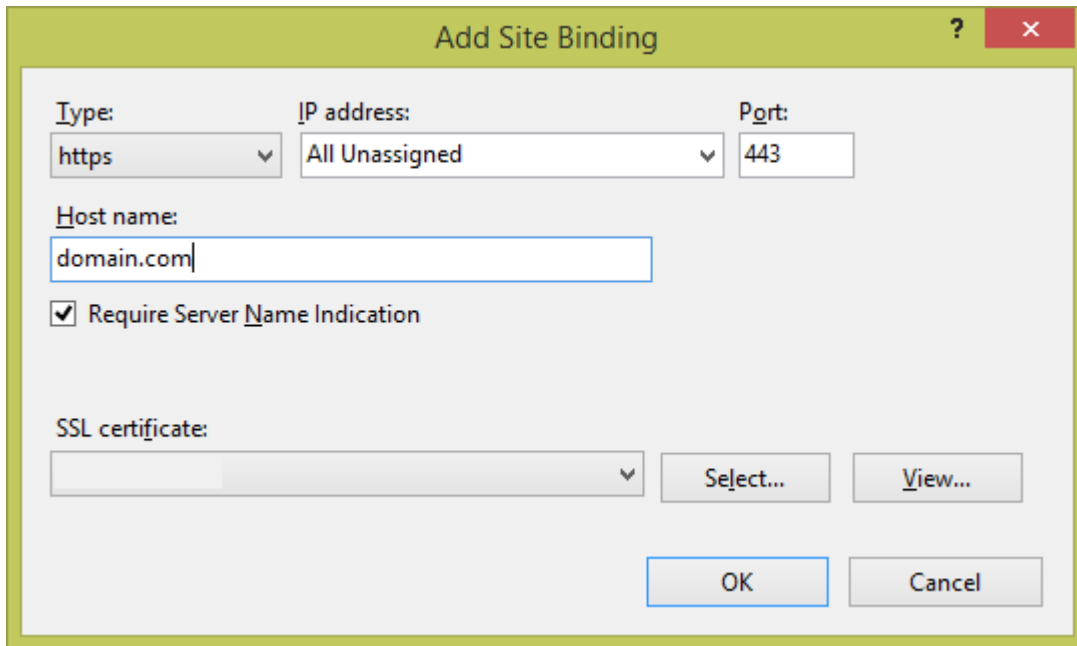 Add Site Binding
?
Type: IP address: Port:
https All Unassigned 443
Host name:
domain.com
Require Server Name Indication
SSL certificate:
Select... View...
OK Cancel